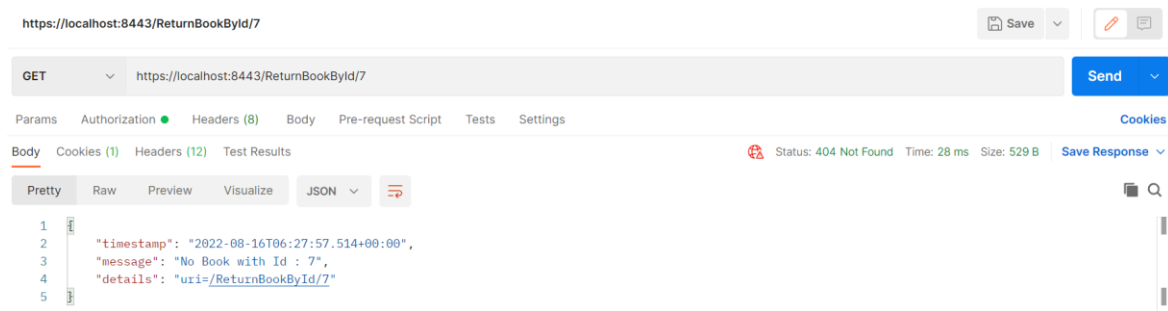 https://localhost:8443/ReturnBookById/7 Save
GET https://localhost:8443/ReturnBookById/7 Send
Params Authorization Headers (8) Body Pre-request Script Tests Settings Cookies
Body Cookies (1) Headers (12) Test Results Status: 404 Not Found Time: 28 ms Size: 529 B Save Response
Pretty Raw Preview Visualize JSON
1 {
2 "timestamp": "2022-08-16T06:27:57.514+00:00",
3 "message": "No Book with Id : 7",
4 "details": "uri=/ReturnBookById/7"
5 }